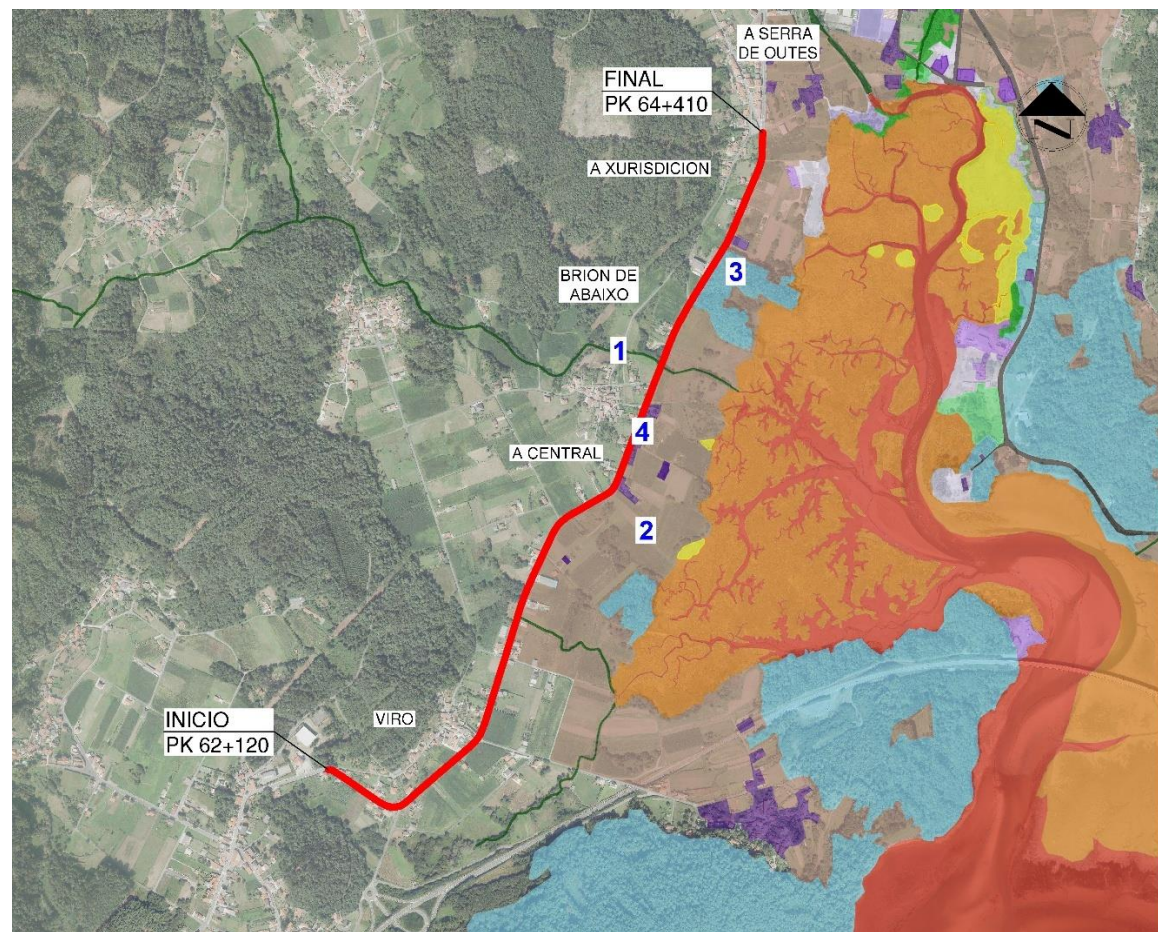 A SERRA
DE OUTES
FINAL
PK 64+410
A XURISDICION
3
BRION DE
ABAIXO
1
4
A CENTRAL
2
INICIO
PK 62+120
VIRO
N